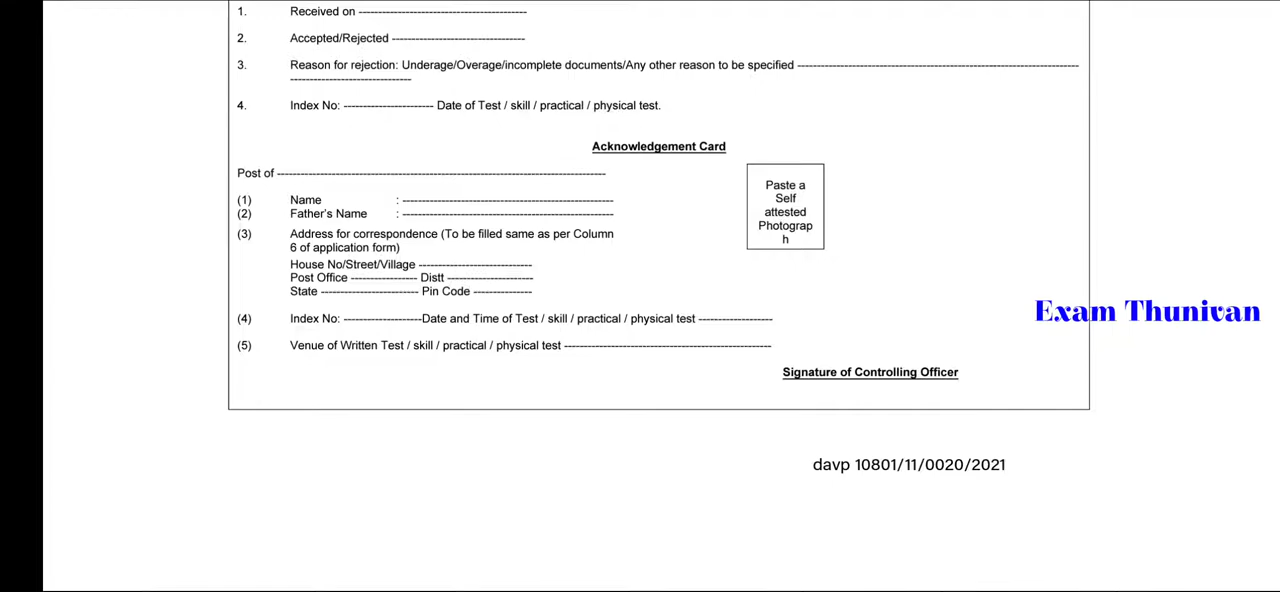 1. Received on ------------------------------------------
2. Accepted/Rejected ---------------------------------
3. Reason for rejection: Underage/Overage/incomplete documents/Any other reason to be specified ----------------------------------------------------------------------
------------------------------
4. Index No: ---------------------- Date of Test / skill / practical / physical test.
Acknowledgement Card
Post of ----------------------------------------------------------------------------------
Paste a
Self
attested
Photograp
h
(1) Name : -----------------------------------------------------
(2) Father's Name : -----------------------------------------------------
(3) Address for correspondence (To be filled same as per Column
6 of application form)
House No/Street/Village ----------------------------
Post Office ---------------- Distt ---------------------
State ------------------------ Pin Code --------------
(4) Index No: -------------------Date and Time of Test / skill / practical / physical test ------------------
(5) Venue of Written Test / skill / practical / physical test ---------------------------------------------------
Exam Thunivan
Signature of Controlling Officer
davp 10801/11/0020/2021